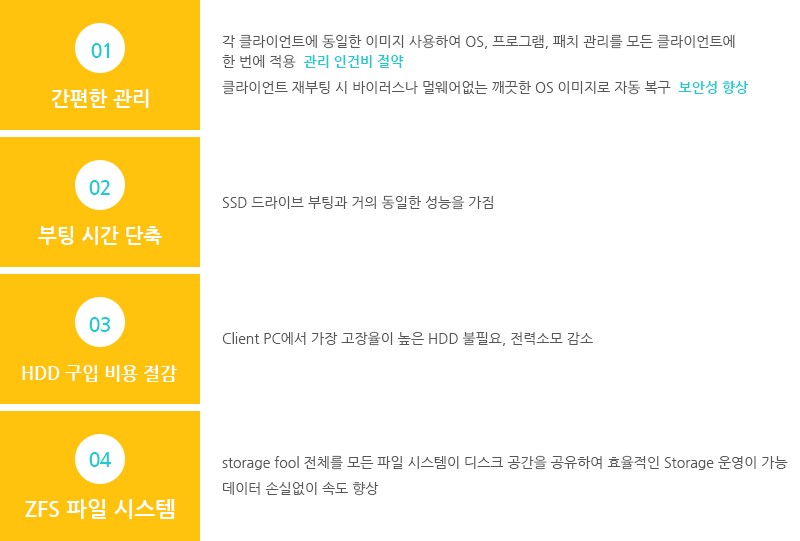 01
간편한 관리
각 클라이언트에 동일한 이미지 사용하여 OS, 프로그램, 패치 관리를 모든 클라이언트에
한 번에 적용 관리 인건비 절약
클라이언트 재부팅 시 바이러스나 멀웨어없는 깨끗한 OS 이미지로 자동 복구 보안성 향상
02
부팅 시간 단축
SSD 드라이브 부팅과 거의 동일한 성능을 가짐
03
HDD 구입 비용 절감
Client PC에서 가장 고장율이 높은 HDD 불필요, 전력소모 감소
04
ZFS 파일 시스템
storage fool 전체를 모든 파일 시스템이 디스크 공간을 공유하여 효율적인 Storage 운영이 가능
데이터 손실없이 속도 향상